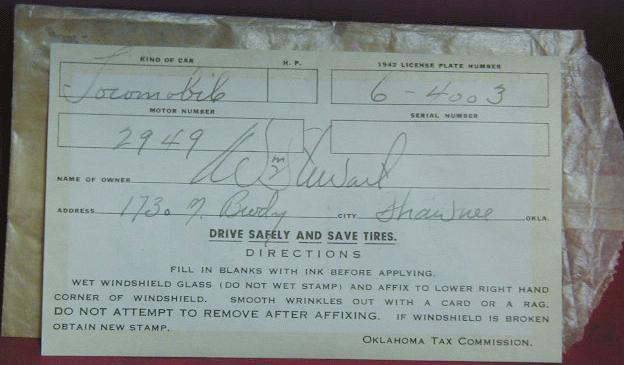 KIND OF CAR H. P. 1942 LICENSE PLATE NUMBER
Locomobile 6-4003
MOTOR NUMBER SERIAL NUMBER
2949
NAME OF OWNER Stewart
ADDRESS 1730 N. Bwdy CITY Shawnee OKLA.
DRIVE SAFELY AND SAVE TIRES.
DIRECTIONS
FILL IN BLANKS WITH INK BEFORE APPLYING.
WET WINDSHIELD GLASS (DO NOT WET STAMP) AND AFFIX TO LOWER RIGHT HAND
CORNER OF WINDSHIELD. SMOOTH WRINKLES OUT WITH A CARD OR A RAG.
DO NOT ATTEMPT TO REMOVE AFTER AFFIXING. IF WINDSHIELD IS BROKEN
OBTAIN NEW STAMP.
OKLAHOMA TAX COMMISSION.